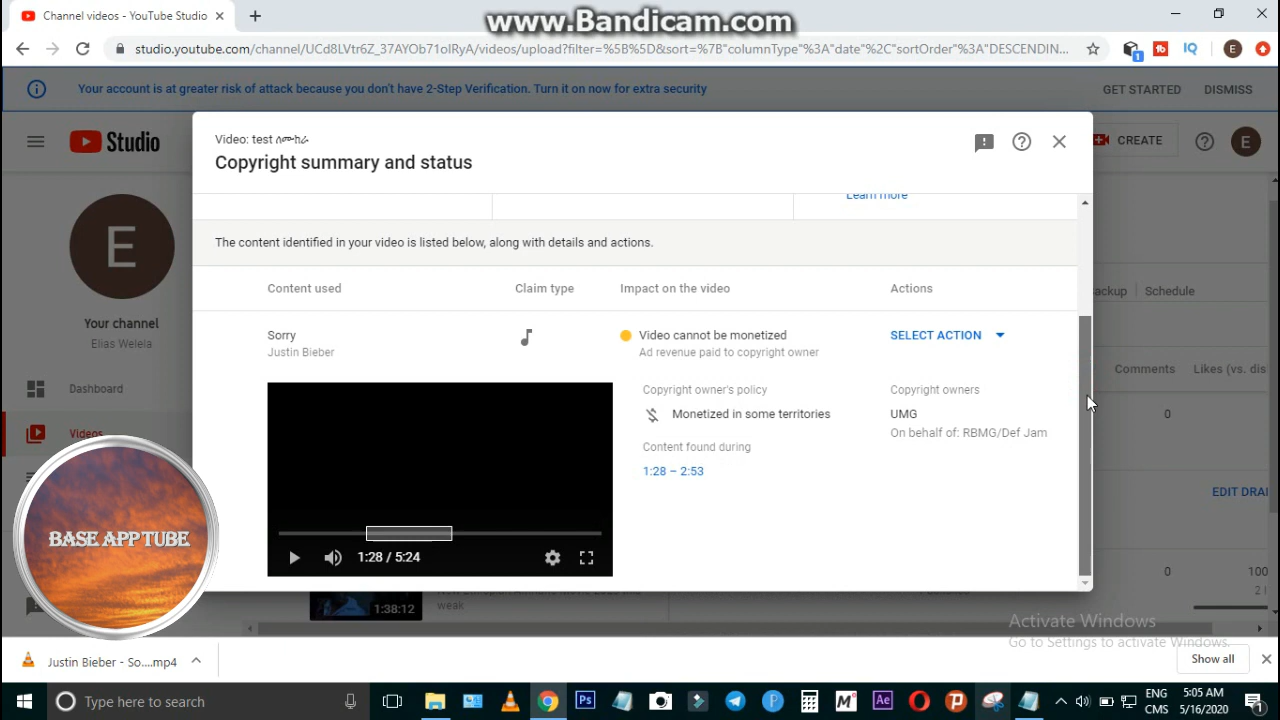 www.Bandicam.com
Channel videos - YouTube Studio
studio.youtube.com/channel/UCd8LVtr6Z_37AYOb71oIRyA/videos/upload?filter=%5B%5D&sort=%7B"columnType"%3A"date"%2C"sortOrder"%3A"DESCENDIN...
Your account is at greater risk of attack because you don't have 2-Step Verification. Turn it on now for extra security
GET STARTED
DISMISS
Studio
CREATE
E
Video: test ለሙከራ
Copyright summary and status
Learn more
The content identified in your video is listed below, along with details and actions.
Content used
Claim type
Impact on the video
Actions
Sorry
Justin Bieber
Video cannot be monetized
Ad revenue paid to copyright owner
SELECT ACTION
Copyright owner's policy
Monetized in some territories
Content found during
1:28 – 2:53
Copyright owners
UMG
On behalf of: RBMG/Def Jam
1:28 / 5:24
E
Your channel
Elias Welela
Dashboard
Videos
BASE APP TUBE
Schedule
Comments
Likes (vs. dis
0
EDIT DRAI
0
100
1:38:12
weak
Activate Windows
Go to Settings to activate Windows.
Justin Bieber - So....mp4
Show all
Type here to search
ENG
CMS
5:05 AM
5/16/2020